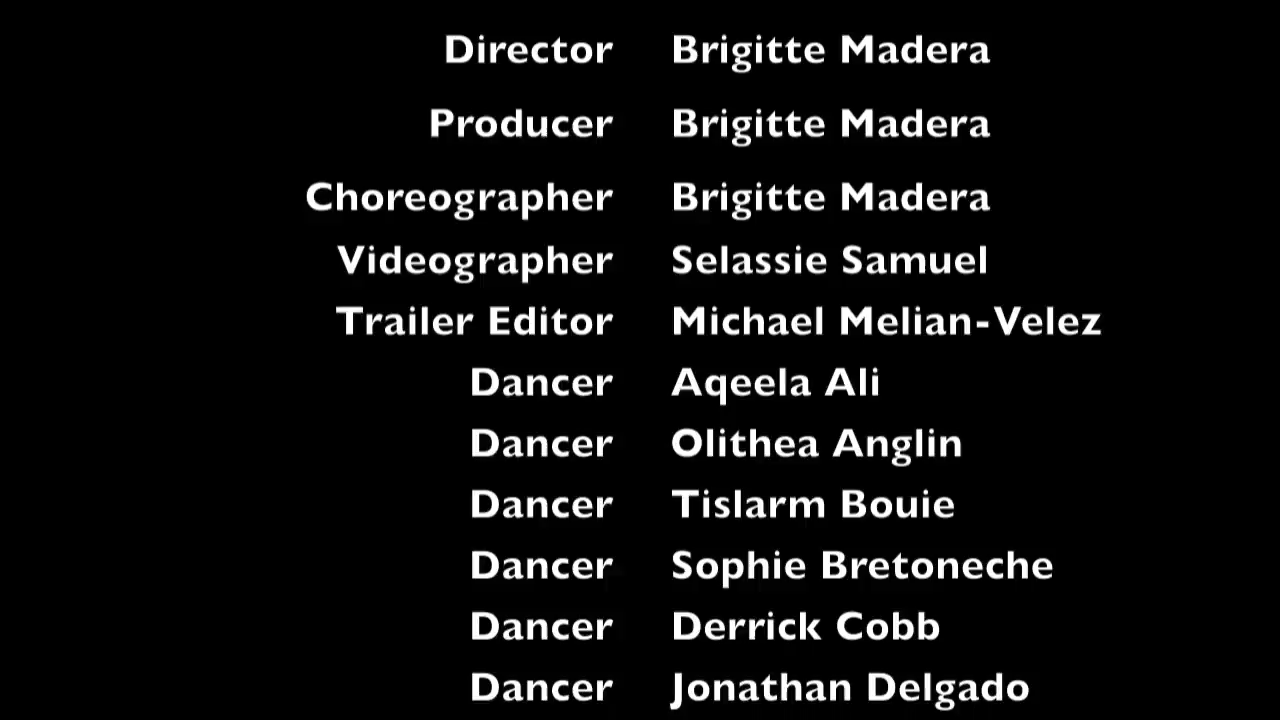 Director Brigitte Madera
Producer Brigitte Madera
Choreographer Brigitte Madera
Videographer Selassie Samuel
Trailer Editor Michael Melian-Velez
Dancer Aqeela Ali
Dancer Olithea Anglin
Dancer Tislarm Bouie
Dancer Sophie Bretoneche
Dancer Derrick Cobb
Dancer Jonathan Delgado